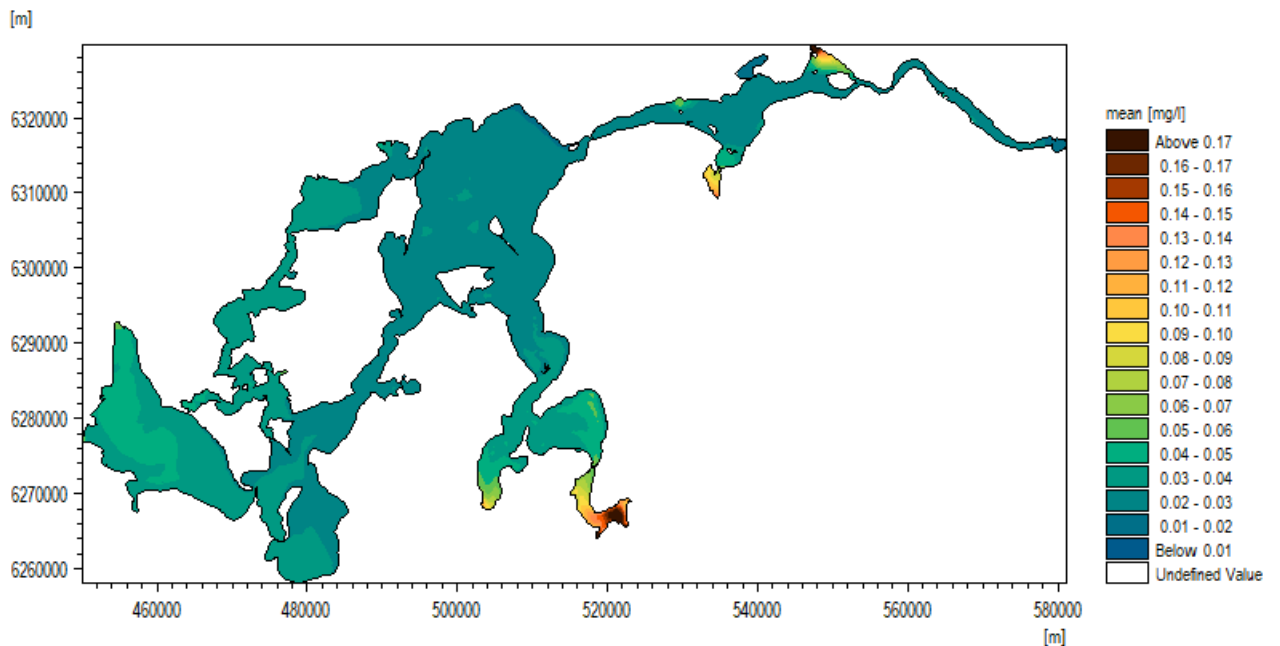 [m]
6320000
6310000
6300000
6290000
6280000
6270000
6260000
460000 480000 500000 520000 540000 560000 580000
[m]
mean [mg/l]
Above 0.17
0.16 - 0.17
0.15 - 0.16
0.14 - 0.15
0.13 - 0.14
0.12 - 0.13
0.11 - 0.12
0.10 - 0.11
0.09 - 0.10
0.08 - 0.09
0.07 - 0.08
0.06 - 0.07
0.05 - 0.06
0.04 - 0.05
0.03 - 0.04
0.02 - 0.03
0.01 - 0.02
Below 0.01
Undefined Value